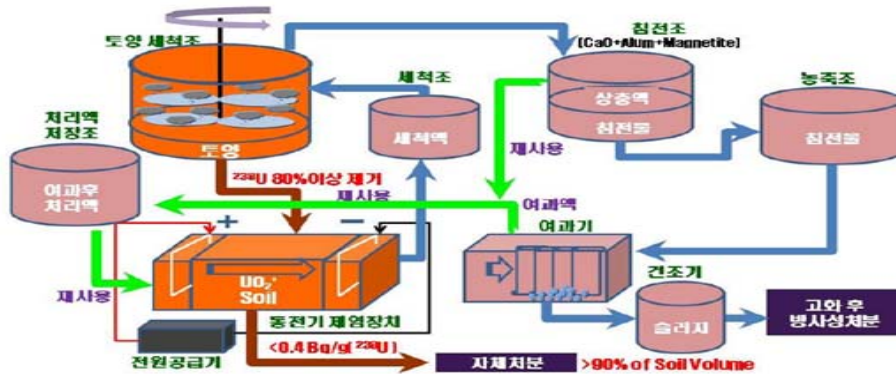 토양 세척조
침전조
[CaO+Alum+Magnetite]
세척조
농축조
처리액
저장조
상층액
침전물
세척액
침전물
토양
재사용
²³⁸U 80%이상 제거
재사용
여과후
처리액
여과액
여과기
+
−
UO₂⁺
Soil
재사용
건조기
슬러지
고화 후
방사성처분
동전기 제염장치
전원공급기
<0.4 Bq/g(²³⁸U)
자체처분
>90% of Soil Volume